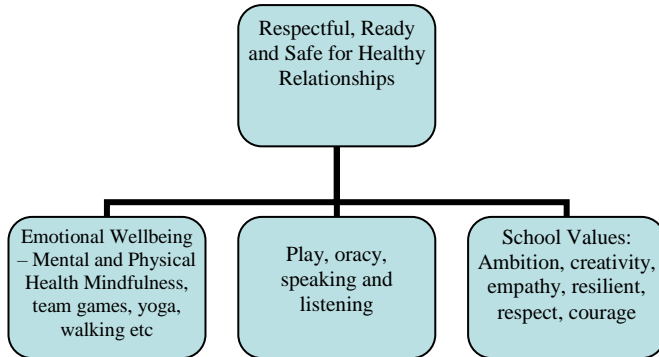 Respectful, Ready
and Safe for Healthy
Relationships
Emotional Wellbeing
– Mental and Physical
Health Mindfulness,
team games, yoga,
walking etc
Play, oracy,
speaking and
listening
School Values:
Ambition, creativity,
empathy, resilient,
respect, courage